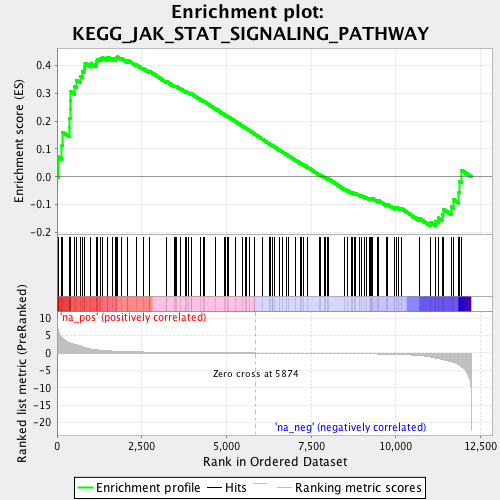 Enrichment plot:
KEGG_JAK_STAT_SIGNALING_PATHWAY
Enrichment score (ES)
0.4
0.3
0.2
0.1
0.0
-0.1
-0.2
'na_pos' (positively correlated)
Ranked list metric (PreRanked)
10
5
0
-5
-10
-15
-20
Zero cross at 5874
'na_neg' (negatively correlated)
0
2,500
5,000
7,500
10,000
12,500
Rank in Ordered Dataset
Enrichment profile
Hits
Ranking metric scores